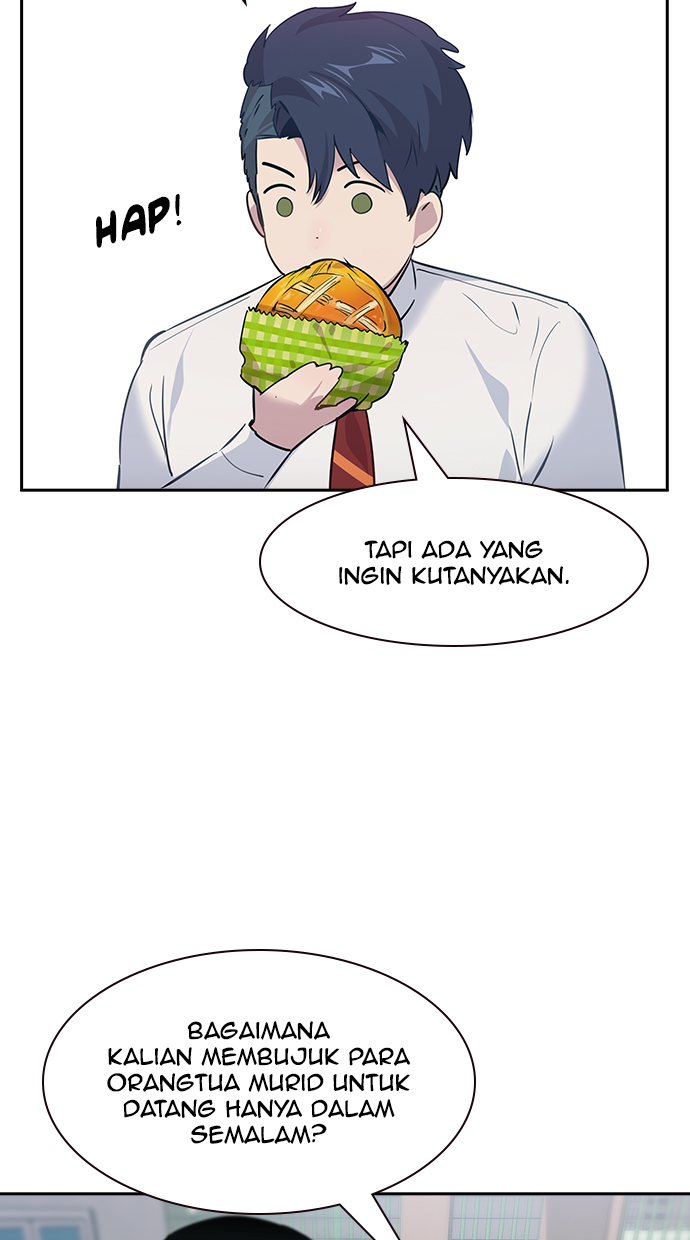 HAP!
TAPI ADA YANG
INGIN KUTANYAKAN.
BAGAIMANA
KALIAN MEMBUJUK PARA
ORANGTUA MURID UNTUK
DATANG HANYA DALAM
SEMALAM?